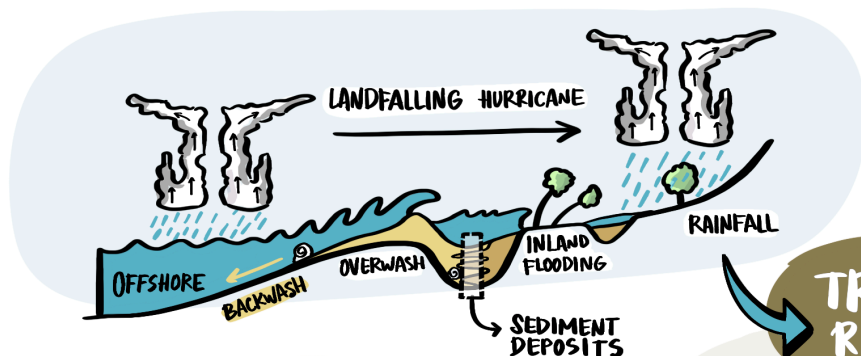 LANDFALLING HURRICANE
RAINFALL
OFFSHORE
BACKWASH
OVERWASH
INLAND
FLOODING
SEDIMENT
DEPOSITS